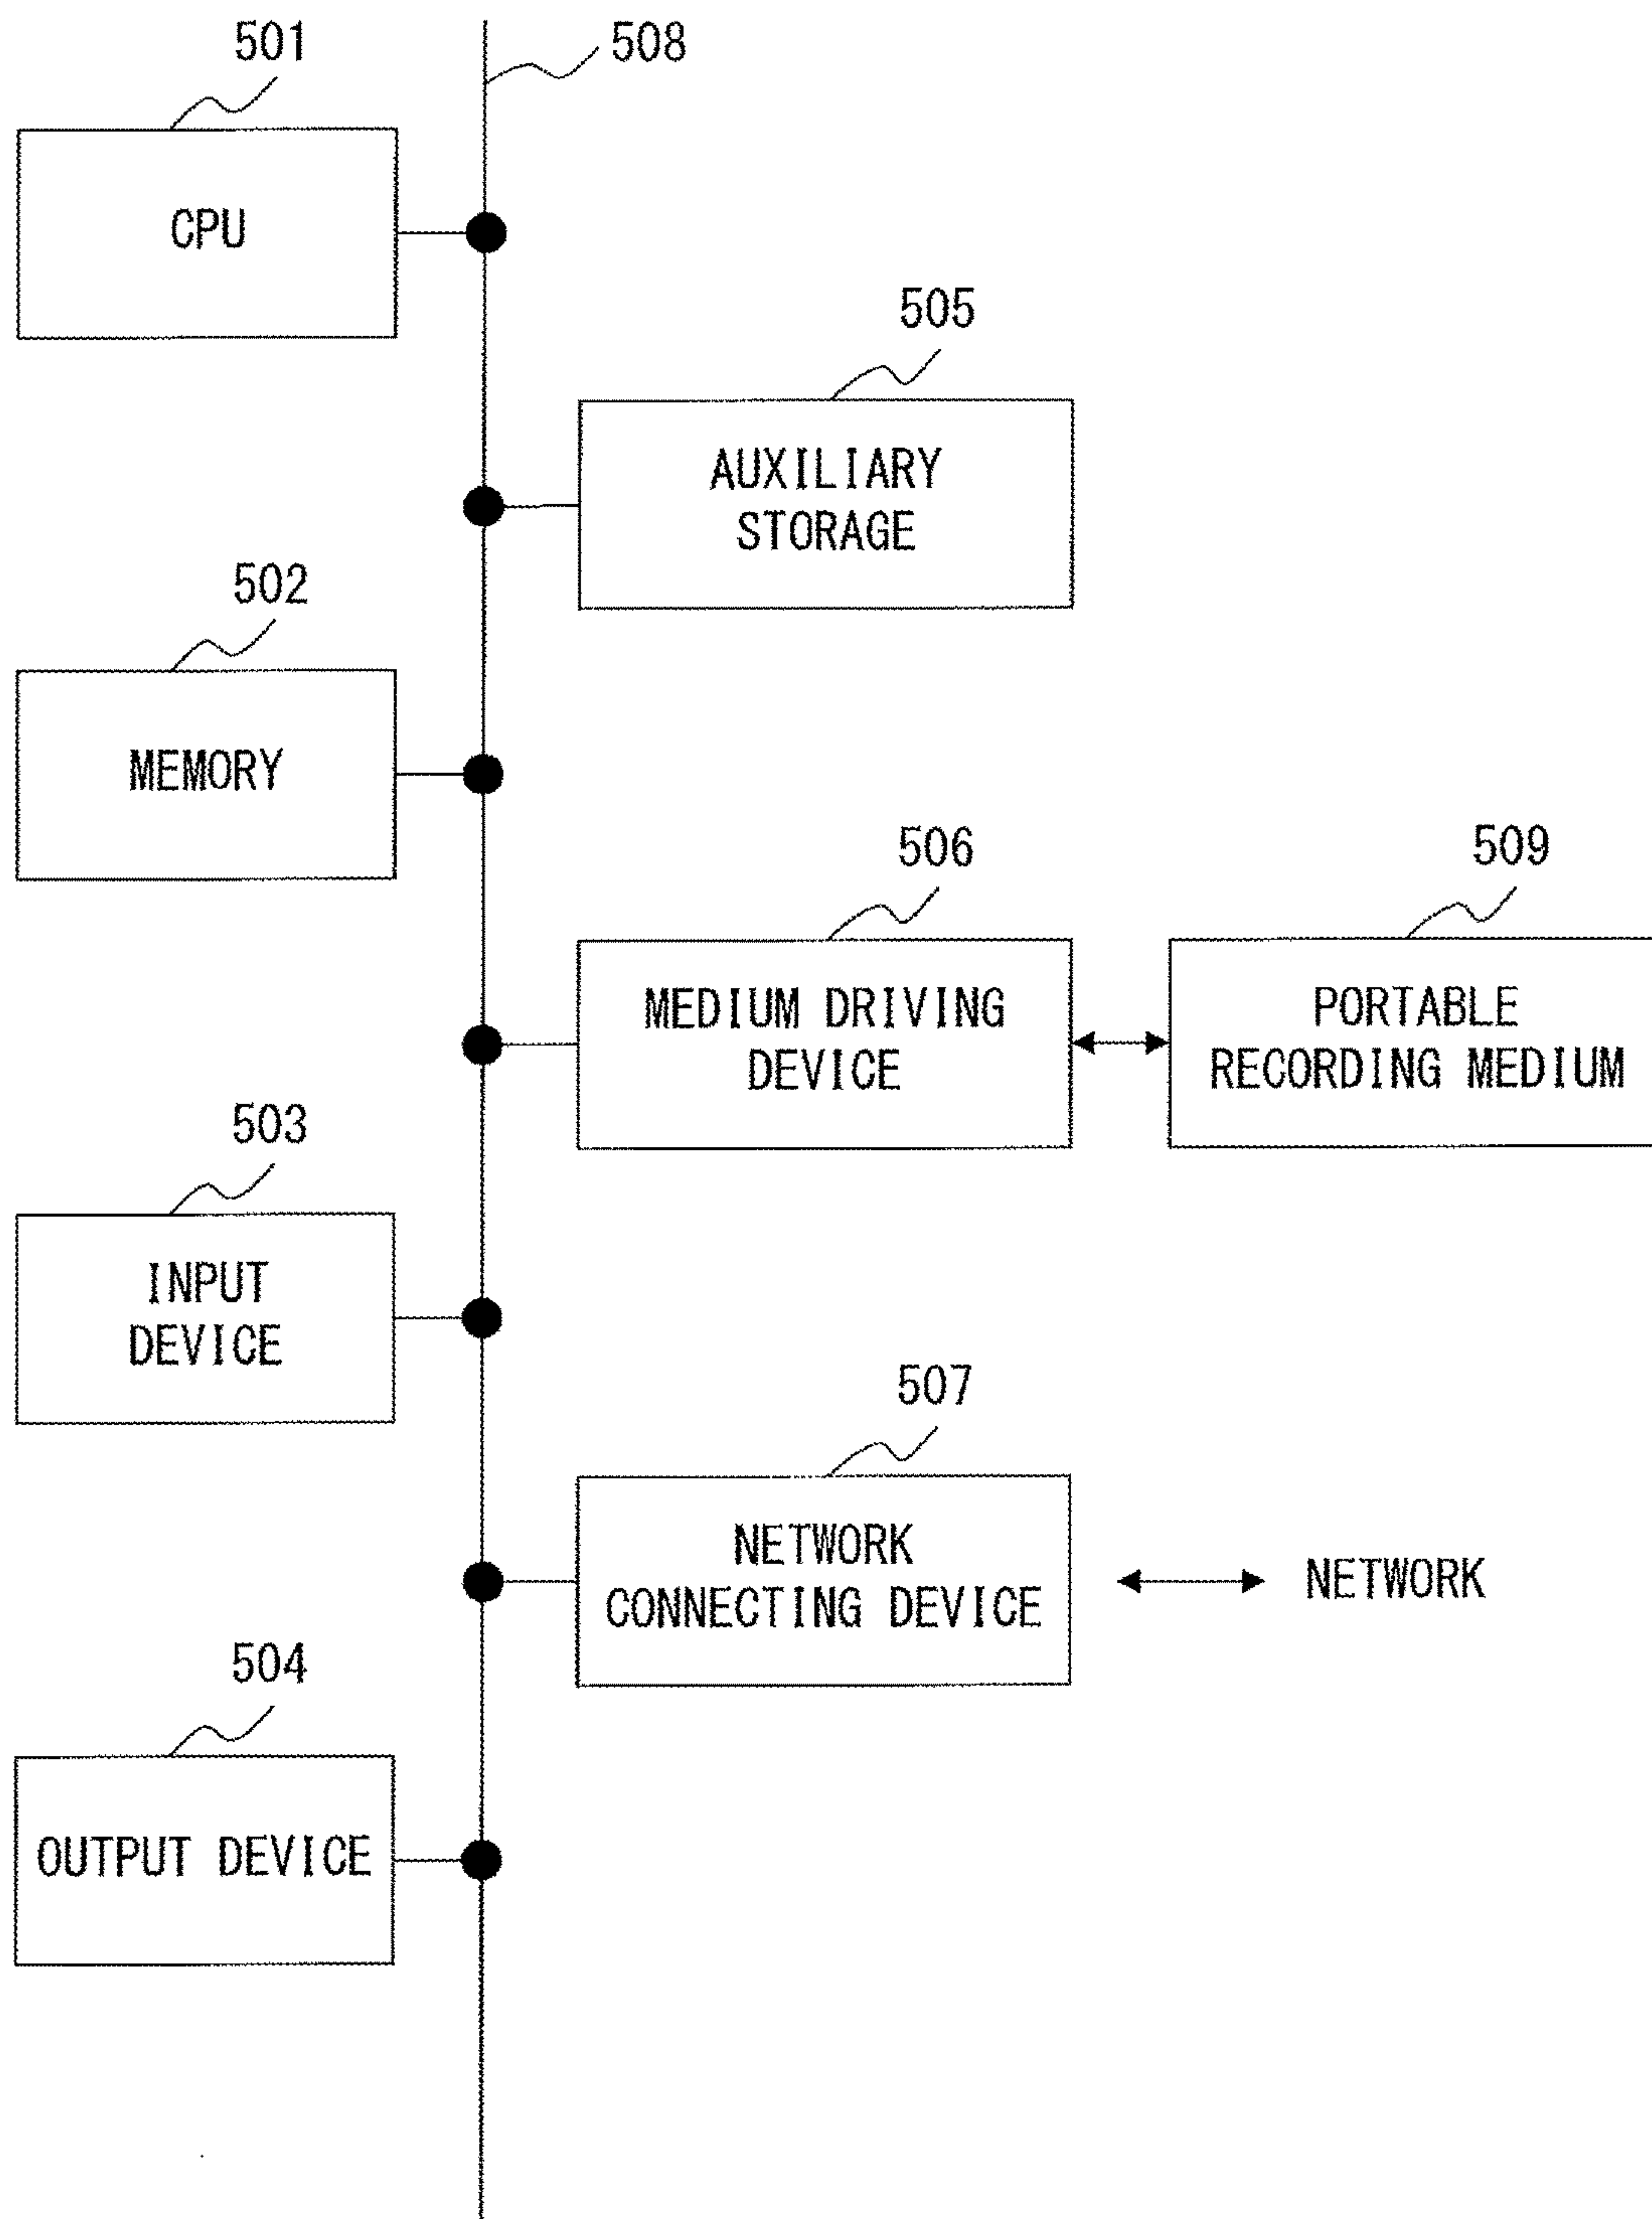 501
508
CPU
505
AUXILIARY
STORAGE
502
MEMORY
506
509
MEDIUM DRIVING
DEVICE
PORTABLE
RECORDING MEDIUM
503
INPUT
DEVICE
507
NETWORK
CONNECTING DEVICE
NETWORK
504
OUTPUT DEVICE